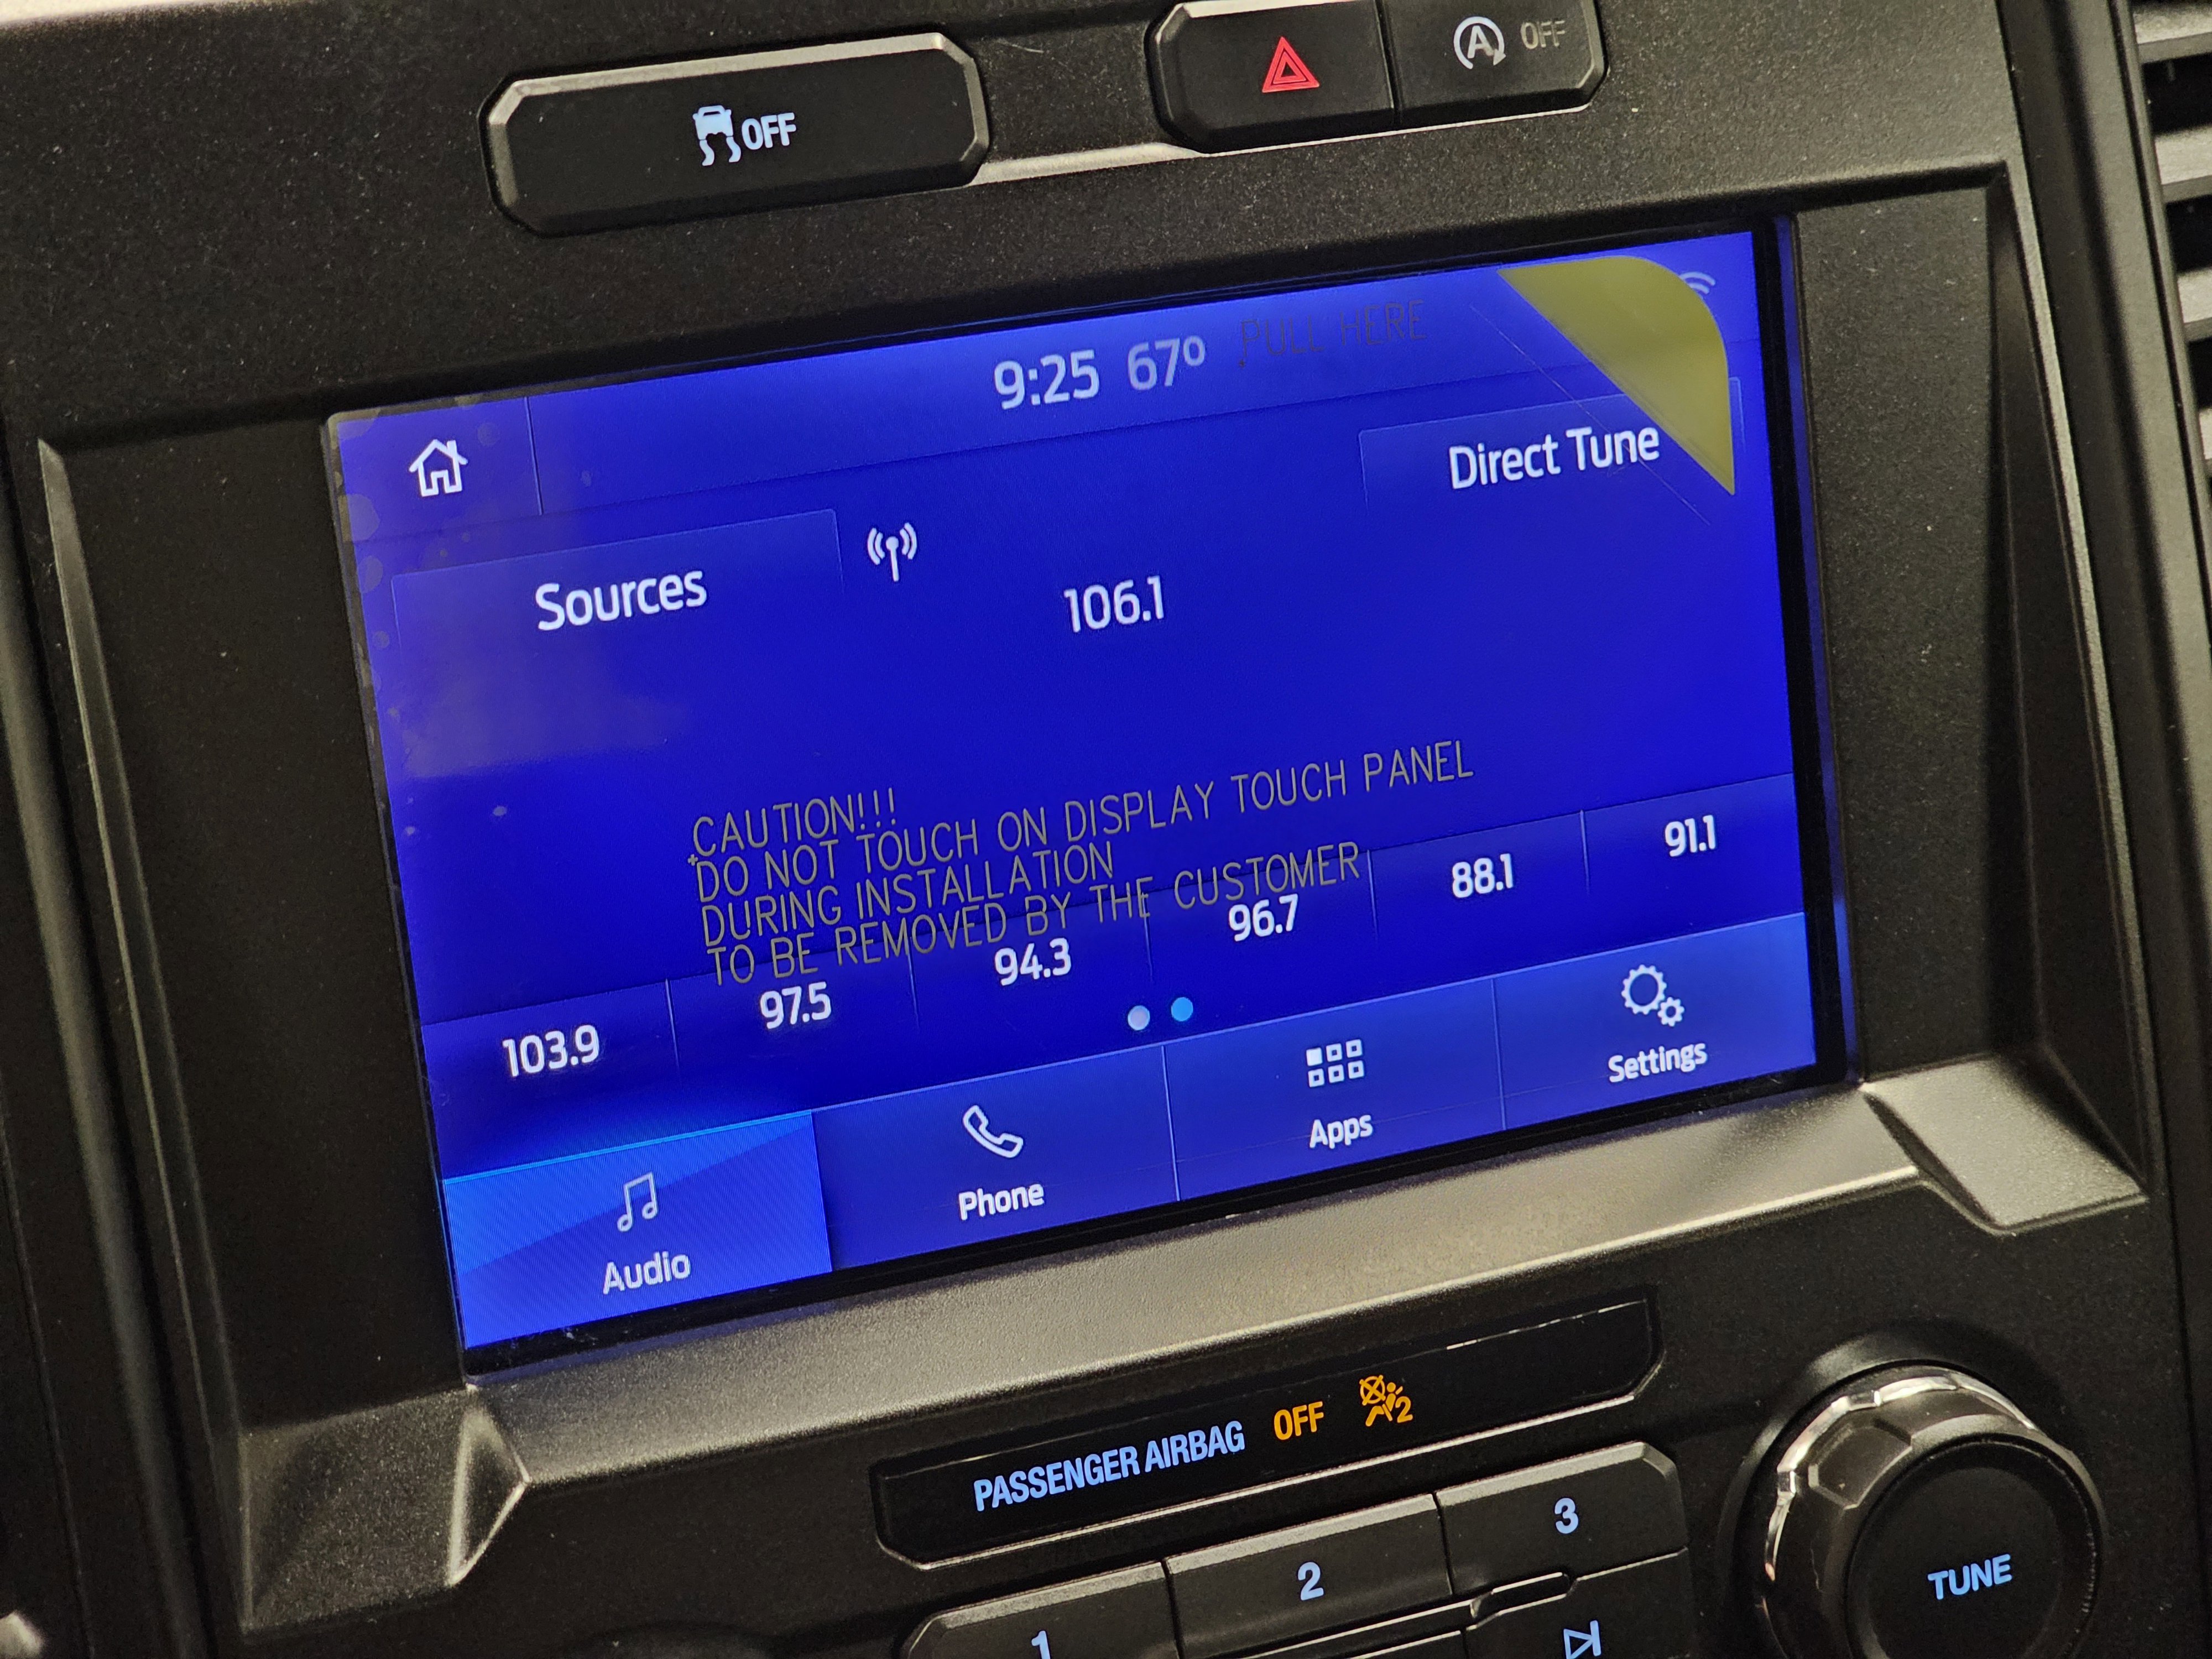 OFF
OFF
9:25 67º PULL HERE
Direct Tune
Sources
106.1
CAUTION!!!
DO NOT TOUCH ON DISPLAY TOUCH PANEL
DURING INSTALLATION
TO BE REMOVED BY THE CUSTOMER
103.9 97.5 94.3 96.7 88.1 91.1
Audio Phone Apps Settings
PASSENGER AIRBAG OFF 2
1 2 3
TUNE